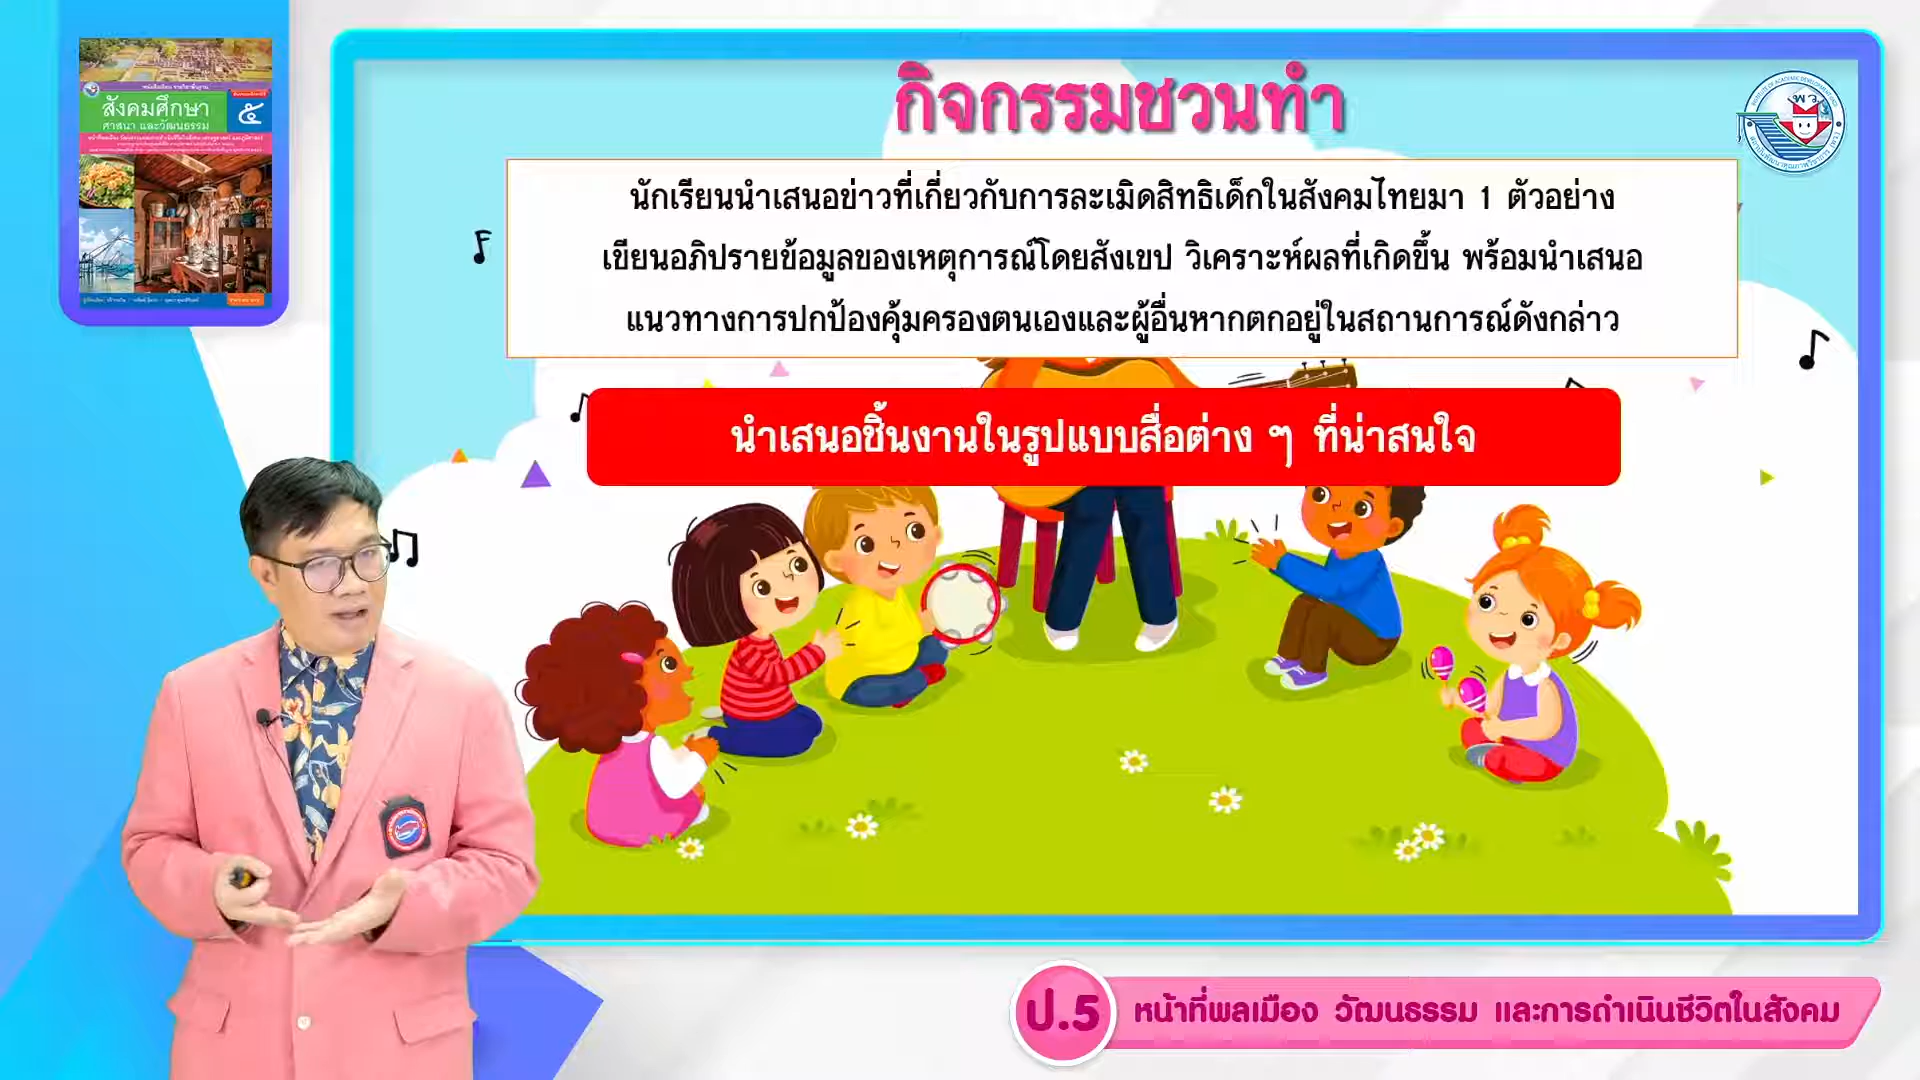 สังคมศึกษา
ศาสนา และวัฒนธรรม
๕
กิจกรรมชวนทำ
พว
นักเรียนนำเสนอข่าวที่เกี่ยวกับการละเมิดสิทธิเด็กในสังคมไทยมา 1 ตัวอย่าง
เขียนอภิปรายข้อมูลของเหตุการณ์โดยสังเขป วิเคราะห์ผลที่เกิดขึ้น พร้อมนำเสนอ
แนวทางการปกป้องคุ้มครองตนเองและผู้อื่นหากตกอยู่ในสถานการณ์ดังกล่าว
นำเสนอชิ้นงานในรูปแบบสื่อต่าง ๆ ที่น่าสนใจ
ป.5 หน้าที่พลเมือง วัฒนธรรม และการดำเนินชีวิตในสังคม